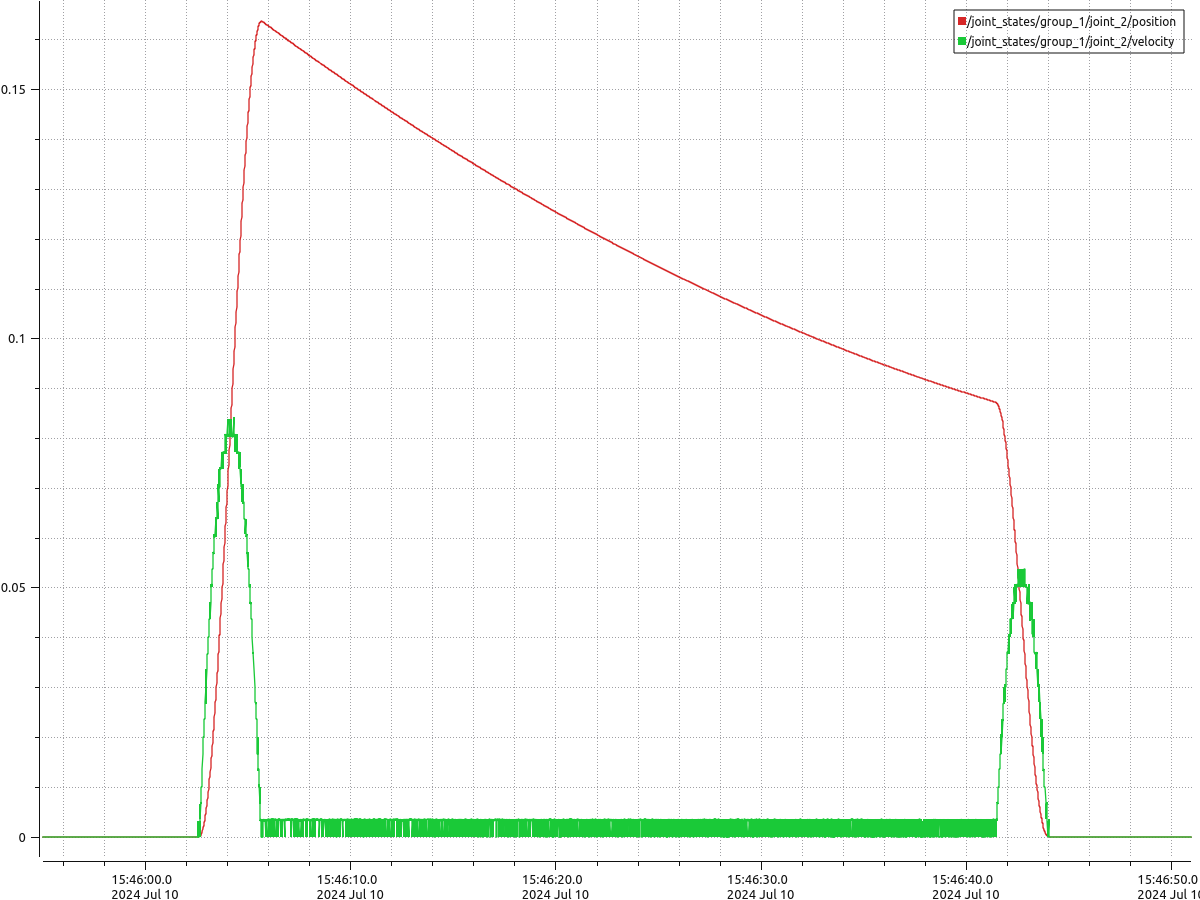 /joint_states/group_1/joint_2/position
/joint_states/group_1/joint_2/velocity
0.15
0.1
0.05
0
15:46:00.0 15:46:10.0 15:46:20.0 15:46:30.0 15:46:40.0 15:46:50.0
2024 Jul 10 2024 Jul 10 2024 Jul 10 2024 Jul 10 2024 Jul 10 2024 Jul 10